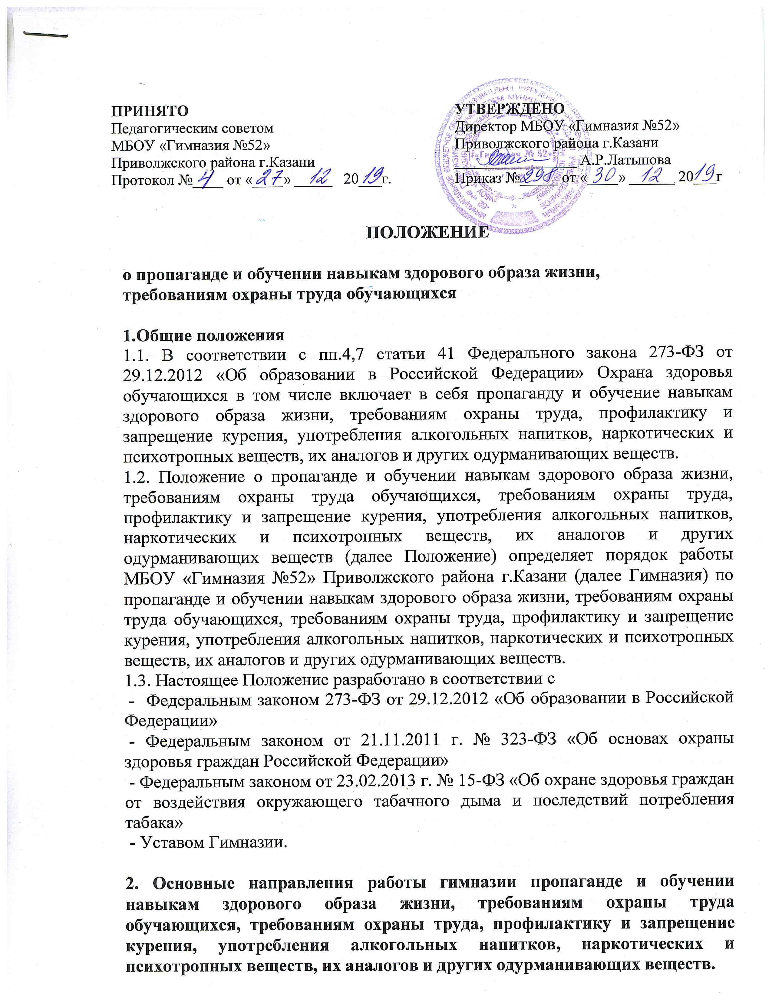 ПРИНЯТО
Педагогическим советом
МБОУ «Гимназия №52»
Приволжского района г.Казани
Протокол № 4 от « 27 » 12 20 19 г.
УТВЕРЖДЕНО
Директор МБОУ «Гимназия №52»
Приволжского района г.Казани
А.Р.Латыпова
Приказ № 298 от « 30 » 12 20 19 г
«Гимназия № 52»
ПОЛОЖЕНИЕ
о пропаганде и обучении навыкам здорового образа жизни,
требованиям охраны труда обучающихся
1.Общие положения
1.1. В соответствии с пп.4,7 статьи 41 Федерального закона 273-ФЗ от
29.12.2012 «Об образовании в Российской Федерации» Охрана здоровья
обучающихся в том числе включает в себя пропаганду и обучение навыкам
здорового образа жизни, требованиям охраны труда, профилактику и
запрещение курения, употребления алкогольных напитков, наркотических и
психотропных веществ, их аналогов и других одурманивающих веществ.
1.2. Положение о пропаганде и обучении навыкам здорового образа жизни,
требованиям охраны труда обучающихся, требованиям охраны труда,
профилактику и запрещение курения, употребления алкогольных напитков,
наркотических и психотропных веществ, их аналогов и других
одурманивающих веществ (далее Положение) определяет порядок работы
МБОУ «Гимназия №52» Приволжского района г.Казани (далее Гимназия) по
пропаганде и обучении навыкам здорового образа жизни, требованиям охраны
труда обучающихся, требованиям охраны труда, профилактику и запрещение
курения, употребления алкогольных напитков, наркотических и психотропных
веществ, их аналогов и других одурманивающих веществ.
1.3. Настоящее Положение разработано в соответствии с
- Федеральным законом 273-ФЗ от 29.12.2012 «Об образовании в Российской
Федерации»
- Федеральным законом от 21.11.2011 г. № 323-ФЗ «Об основах охраны
здоровья граждан Российской Федерации»
- Федеральным законом от 23.02.2013 г. № 15-ФЗ «Об охране здоровья граждан
от воздействия окружающего табачного дыма и последствий потребления
табака»
- Уставом Гимназии.
2. Основные направления работы гимназии пропаганде и обучении
навыкам здорового образа жизни, требованиям охраны труда
обучающихся, требованиям охраны труда, профилактику и запрещение
курения, употребления алкогольных напитков, наркотических и
психотропных веществ, их аналогов и других одурманивающих веществ.